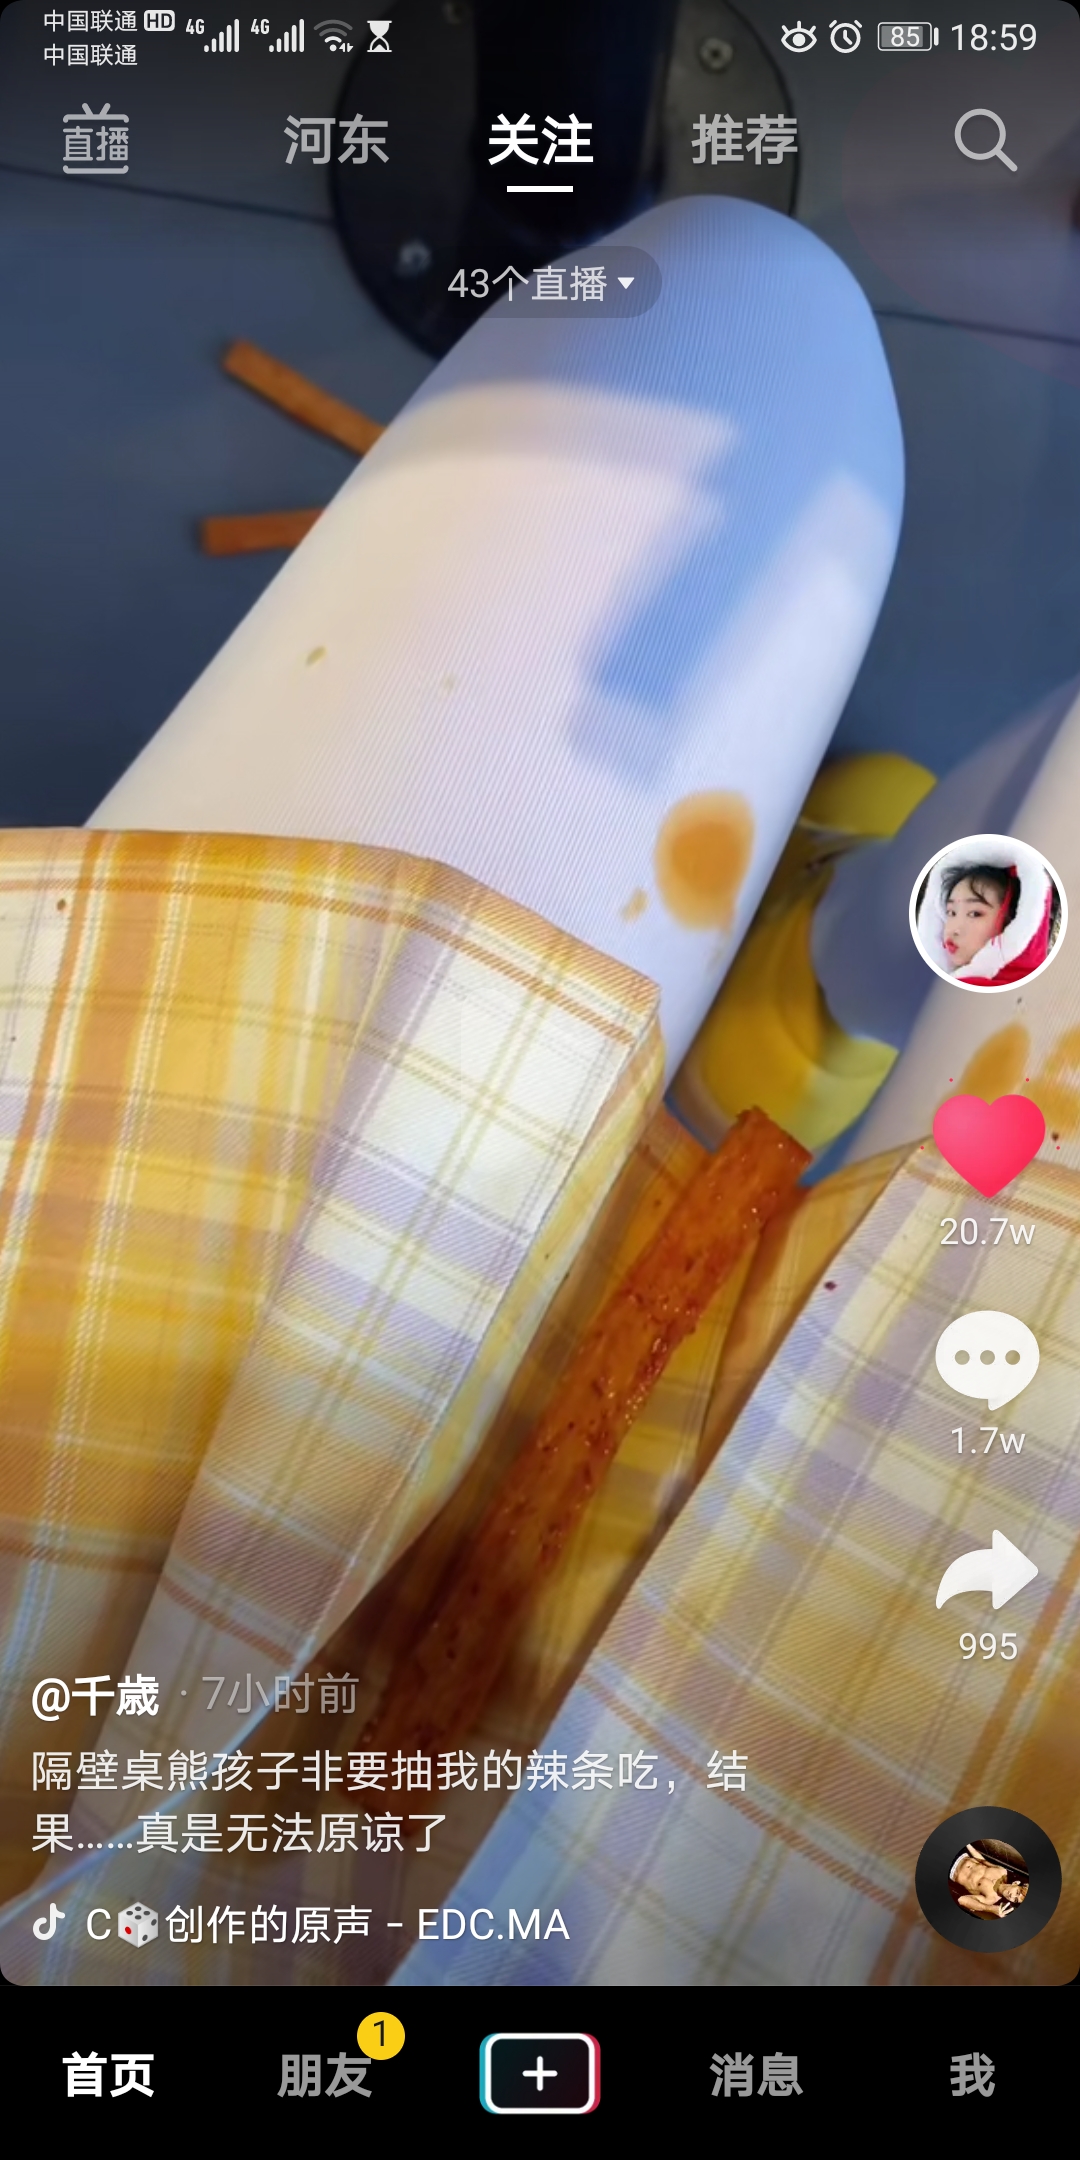 中国联通 HD 4G 4G 85 18:59
中国联通
直播 河东 关注 推荐
43个直播
20.7w
1.7w
995
@千歳 · 7小时前
隔壁桌熊孩子非要抽我的辣条吃，结
果……真是无法原谅了
C🎲创作的原声 - EDC.MA
1
首页 朋友 消息 我